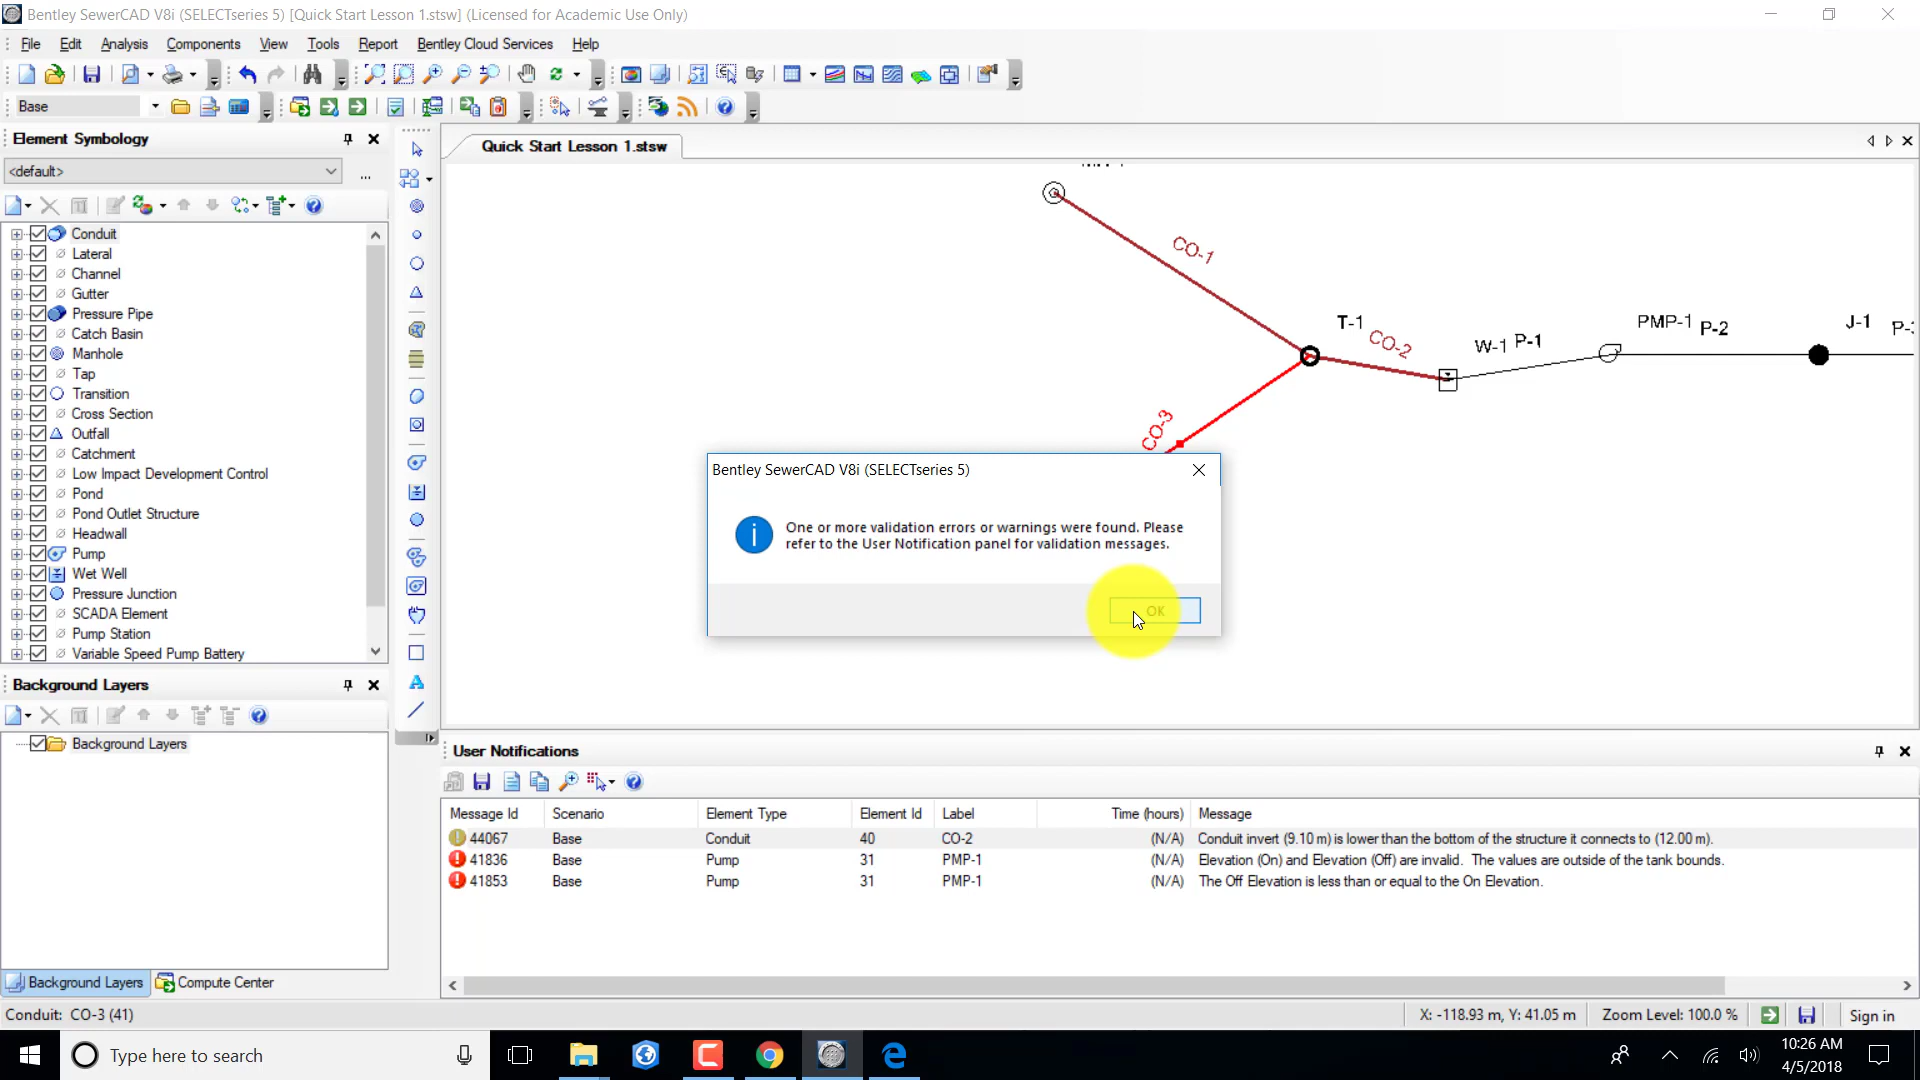 Bentley SewerCAD V8i (SELECTseries 5) [Quick Start Lesson 1.stsw] (Licensed for Academic Use Only)
File Edit Analysis Components View Tools Report Bentley Cloud Services Help
Base
Element Symbology
<default>
...
Conduit
Lateral
Channel
Gutter
Pressure Pipe
Catch Basin
Manhole
Tap
Transition
Cross Section
Outfall
Catchment
Low Impact Development Control
Pond
Pond Outlet Structure
Headwall
Pump
Wet Well
Pressure Junction
SCADA Element
Pump Station
Variable Speed Pump Battery
Background Layers
Background Layers
Background Layers Compute Center
Quick Start Lesson 1.stsw
CO-1
T-1
CO-2
W-1 P-1
PMP-1 P-2
J-1
CO-3
Bentley SewerCAD V8i (SELECTseries 5)
One or more validation errors or warnings were found. Please
refer to the User Notification panel for validation messages.
OK
User Notifications
Message Id Scenario Element Type Element Id Label Time (hours) Message
44067 Base Conduit 40 CO-2 (N/A) Conduit invert (9.10 m) is lower than the bottom of the structure it connects to (12.00 m).
41836 Base Pump 31 PMP-1 (N/A) Elevation (On) and Elevation (Off) are invalid. The values are outside of the tank bounds.
41853 Base Pump 31 PMP-1 (N/A) The Off Elevation is less than or equal to the On Elevation.
Conduit: CO-3 (41)
X: -118.93 m, Y: 41.05 m Zoom Level: 100.0 % Sign in
Type here to search
10:26 AM
4/5/2018